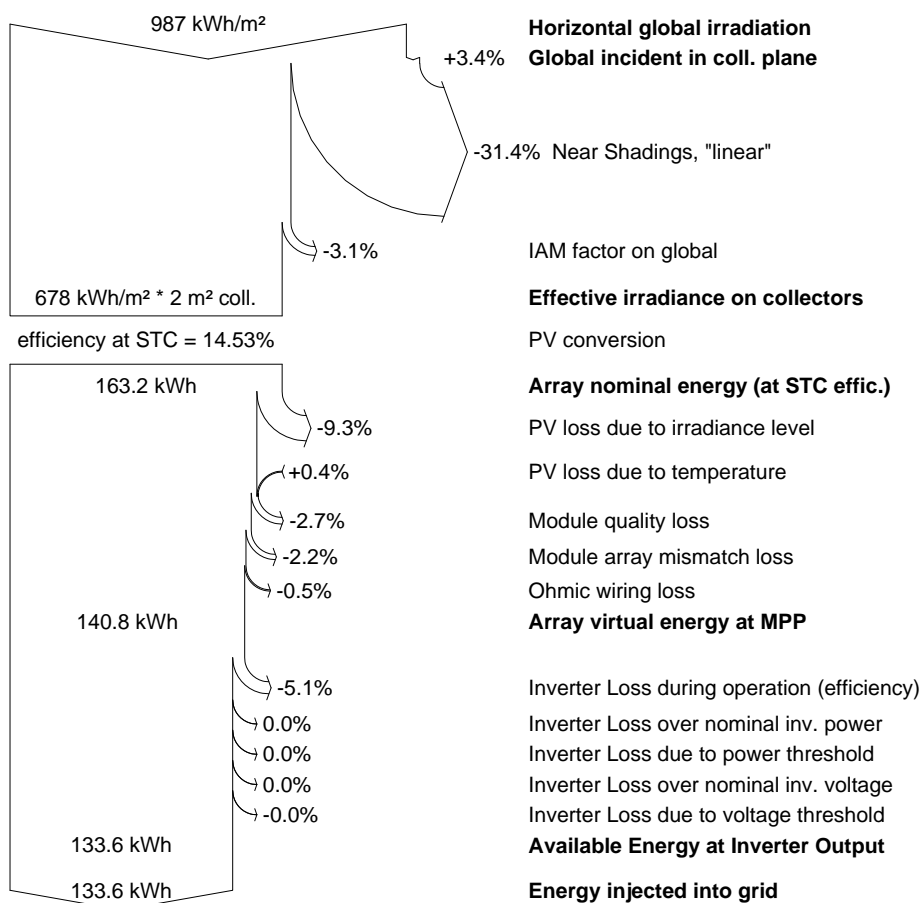 987 kWh/m² Horizontal global irradiation
+3.4% Global incident in coll. plane
-31.4% Near Shadings, "linear"
-3.1% IAM factor on global
678 kWh/m² * 2 m² coll. Effective irradiance on collectors
efficiency at STC = 14.53% PV conversion
163.2 kWh Array nominal energy (at STC effic.)
-9.3% PV loss due to irradiance level
+0.4% PV loss due to temperature
-2.7% Module quality loss
-2.2% Module array mismatch loss
-0.5% Ohmic wiring loss
140.8 kWh Array virtual energy at MPP
-5.1% Inverter Loss during operation (efficiency)
0.0% Inverter Loss over nominal inv. power
0.0% Inverter Loss due to power threshold
0.0% Inverter Loss over nominal inv. voltage
-0.0% Inverter Loss due to voltage threshold
133.6 kWh Available Energy at Inverter Output
133.6 kWh Energy injected into grid